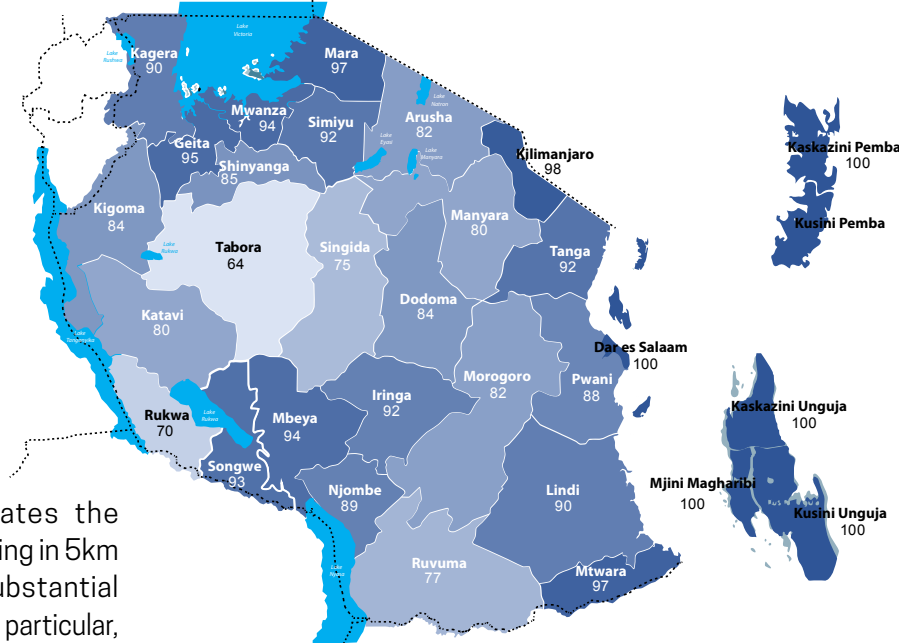 Lake
Victoria
Lake
Rushwa
Kagera
90
Mara
97
Lake
Natron
Mwanza
94
Simiyu
92
Arusha
82
Geita
95
Lake
Eyasi
Lake
Manyara
Kilimanjaro
98
Shinyanga
85
Kaskazini Pemba
100
Kigoma
84
Manyara
80
Kusini Pemba
Lake
Rukwa
Tabora
64
Singida
75
Tanga
92
Katavi
80
Dodoma
84
Lake
Tanganyika
Dar es Salaam
100
Morogoro
82
Pwani
88
Iringa
92
Rukwa
70
Lake
Rukwa
Mbeya
94
Kaskazini Unguja
100
Songwe
93
Njombe
89
Lindi
90
Mjini Magharibi
100
Kusini Unguja
100
ates the
ing in 5km
ubstantial
particular,
Lake
Nyasa
Ruvuma
77
Mtwara
97